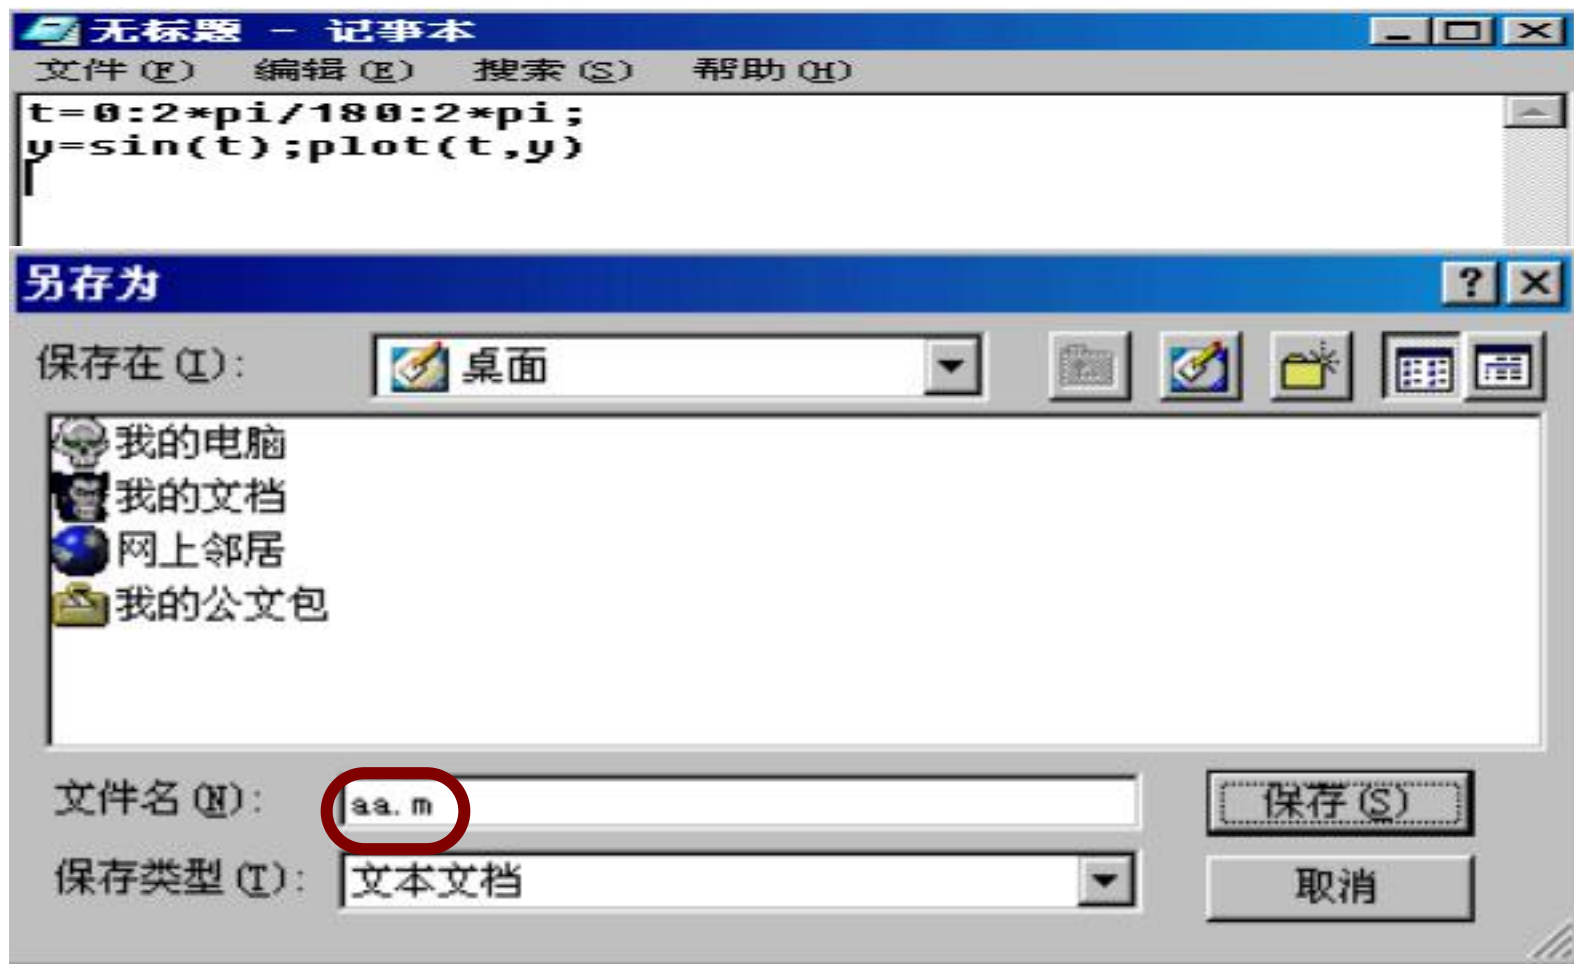 无标题 - 记事本
文件(F) 编辑(E) 搜索(S) 帮助(H)
t=0:2*pi/180:2*pi;
y=sin(t);plot(t,y)
另存为
保存在(I): 桌面
我的电脑
我的文档
网上邻居
我的公文包
文件名(N): aa.m 保存(S)
保存类型(T): 文本文档 取消